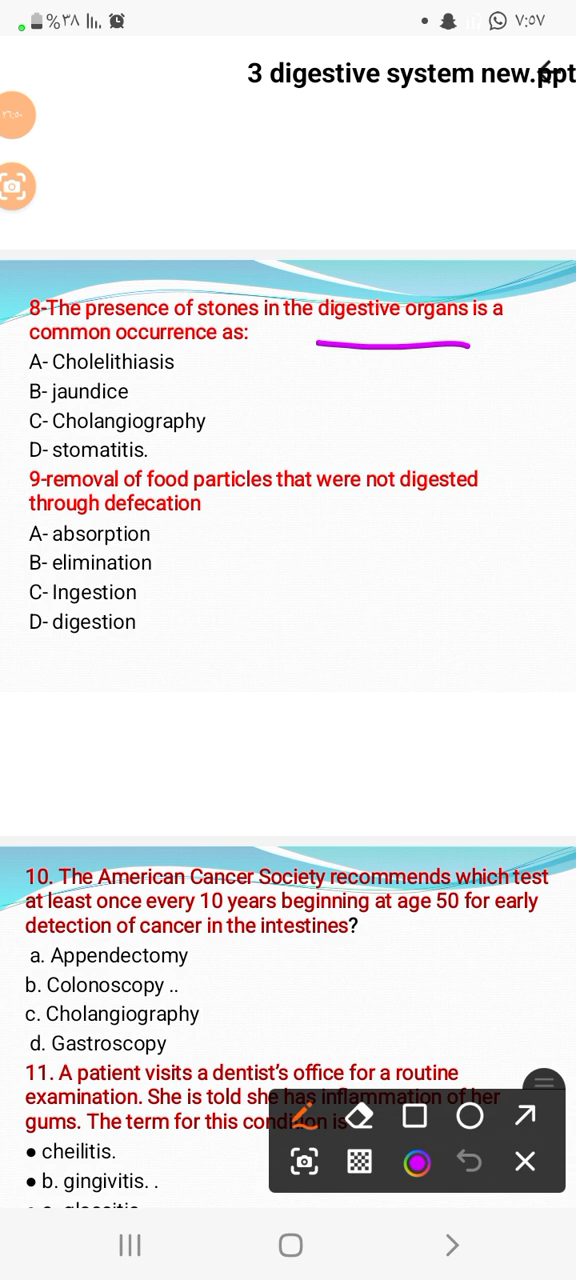 %٣٨ ٧:٥٧
3 digestive system new.ppt
٢٦:٥٠
8-The presence of stones in the digestive organs is a
common occurrence as:
A- Cholelithiasis
B- jaundice
C- Cholangiography
D- stomatitis.
9-removal of food particles that were not digested
through defecation
A- absorption
B- elimination
C- Ingestion
D- digestion
10. The American Cancer Society recommends which test
at least once every 10 years beginning at age 50 for early
detection of cancer in the intestines?
a. Appendectomy
b. Colonoscopy ..
c. Cholangiography
d. Gastroscopy
11. A patient visits a dentist’s office for a routine
examination. She is told she has inflammation of her
gums. The term for this condition is
• cheilitis.
• b. gingivitis. .